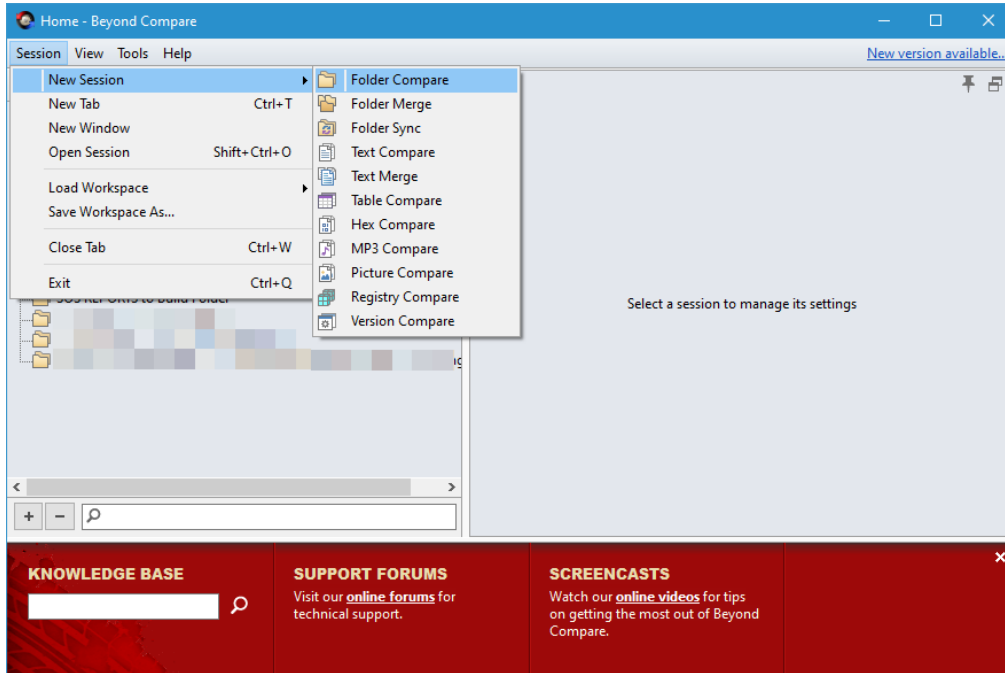 Home - Beyond Compare
Session View Tools Help
New version available..
New Session
New Tab Ctrl+T
New Window
Open Session Shift+Ctrl+O
Load Workspace
Save Workspace As...
Close Tab Ctrl+W
Exit Ctrl+Q
Folder Compare
Folder Merge
Folder Sync
Text Compare
Text Merge
Table Compare
Hex Compare
MP3 Compare
Picture Compare
Registry Compare
Version Compare
to Build Folder
Select a session to manage its settings
KNOWLEDGE BASE
SUPPORT FORUMS
Visit our online forums for
technical support.
SCREENCASTS
Watch our online videos for tips
on getting the most out of Beyond
Compare.